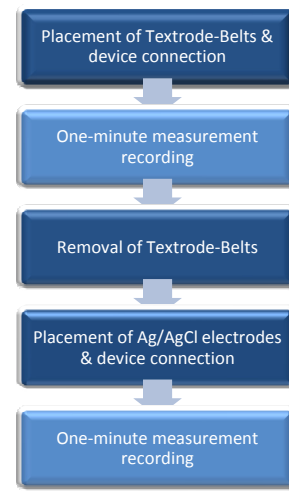 Placement of Textrode-Belts &
device connection
One-minute measurement
recording
Removal of Textrode-Belts
Placement of Ag/AgCl electrodes
& device connection
One-minute measurement
recording